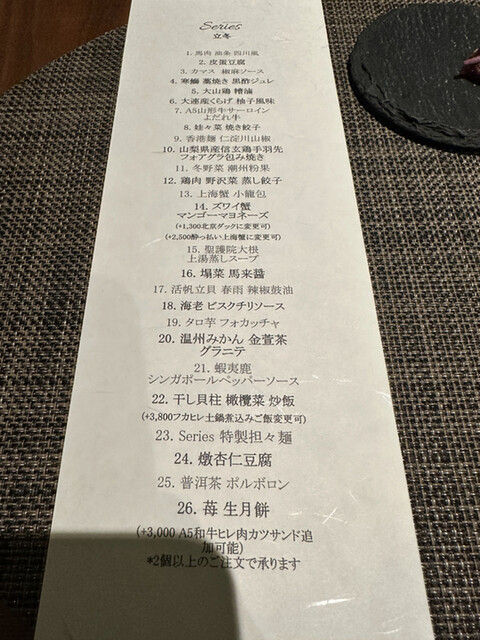 Series
立冬
1. 馬肉 油条 四川風
2. 皮蛋豆腐
3. カマス 椒麻ソース
4. 寒鰤 藁焼き 黒酢ジュレ
5. 大山鶏 糟滷
6. 大連産くらげ 柚子風味
7. A5山形牛サーロイン
よだれ牛
8. 娃々菜 焼き餃子
9. 香港麺 仁淀川山椒
10. 山梨県産信玄鶏手羽先
フォアグラ包み焼き
11. 冬野菜 潮州粉果
12. 鶏肉 野沢菜 蒸し餃子
13. 上海蟹 小籠包
14. ズワイ蟹
マンゴーマヨネーズ
(+1,300北京ダックに変更可)
(+2,500酔っ払い上海蟹に変更可)
15. 聖護院大根
上湯蒸しスープ
16. 塌菜 馬来醤
17. 活帆立貝 春雨 辣椒鼓油
18. 海老 ビスクチリソース
19. タロ芋 フォカッチャ
20. 温州みかん 金萱茶
グラニテ
21. 蝦夷鹿
シンガポールペッパーソース
22. 干し貝柱 橄欖菜 炒飯
(+3,800フカヒレ土鍋煮込みご飯変更可)
23. Series 特製担々麺
24. 燉杏仁豆腐
25. 普洱茶 ポルボロン
26. 苺 生月餅
(+3,000 A5和牛ヒレ肉カツサンド追
加可能)
*2個以上のご注文で承ります